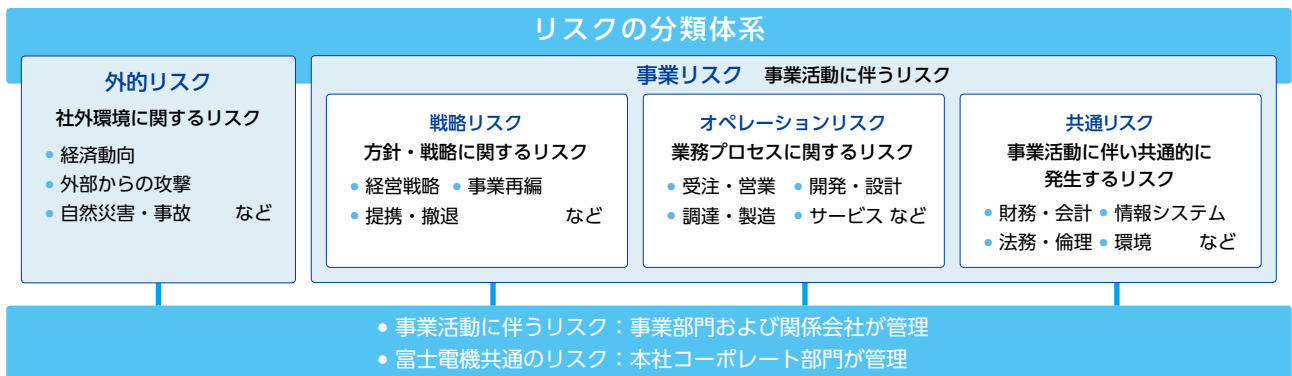 リスクの分類体系
外的リスク
社外環境に関するリスク
• 経済動向
• 外部からの攻撃
• 自然災害・事故 など
事業リスク 事業活動に伴うリスク
戦略リスク
方針・戦略に関するリスク
• 経営戦略 • 事業再編
• 提携・撤退 など
オペレーションリスク
業務プロセスに関するリスク
• 受注・営業 • 開発・設計
• 調達・製造 • サービス など
共通リスク
事業活動に伴い共通的に
発生するリスク
• 財務・会計 • 情報システム
• 法務・倫理 • 環境 など
• 事業活動に伴うリスク：事業部門および関係会社が管理
• 富士電機共通のリスク：本社コーポレート部門が管理